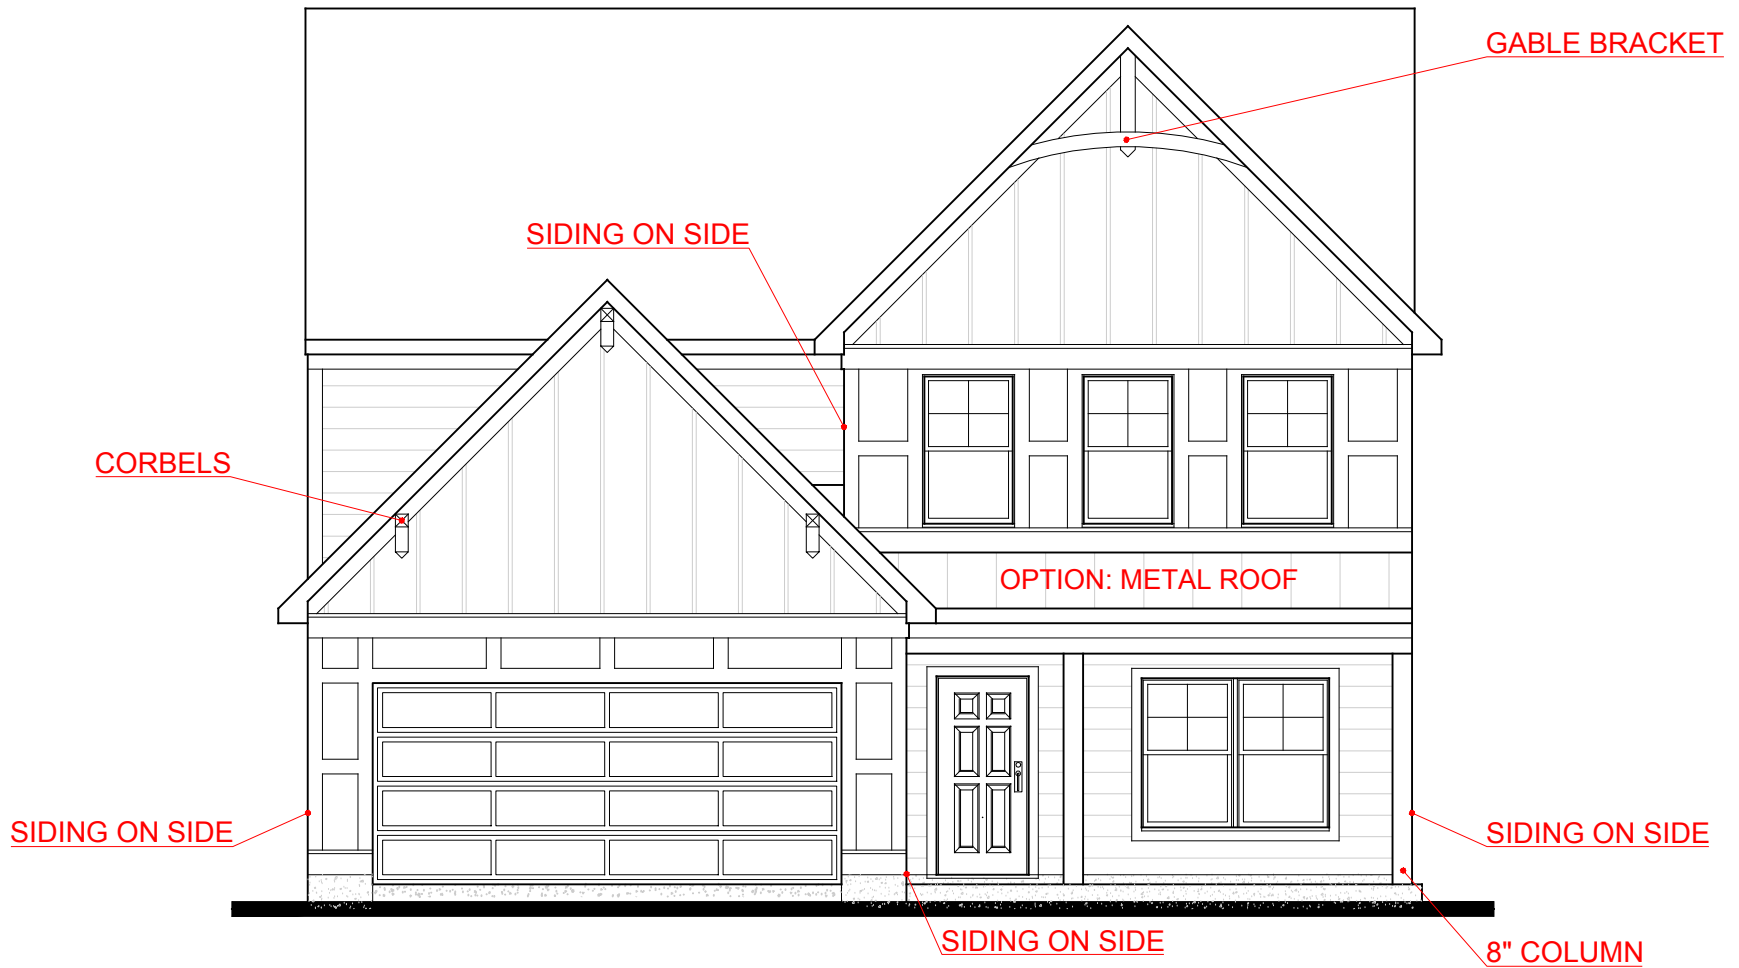 GABLE BRACKET
SIDING ON SIDE
CORBELS
OPTION: METAL ROOF
SIDING ON SIDE
SIDING ON SIDE
SIDING ON SIDE
8" COLUMN